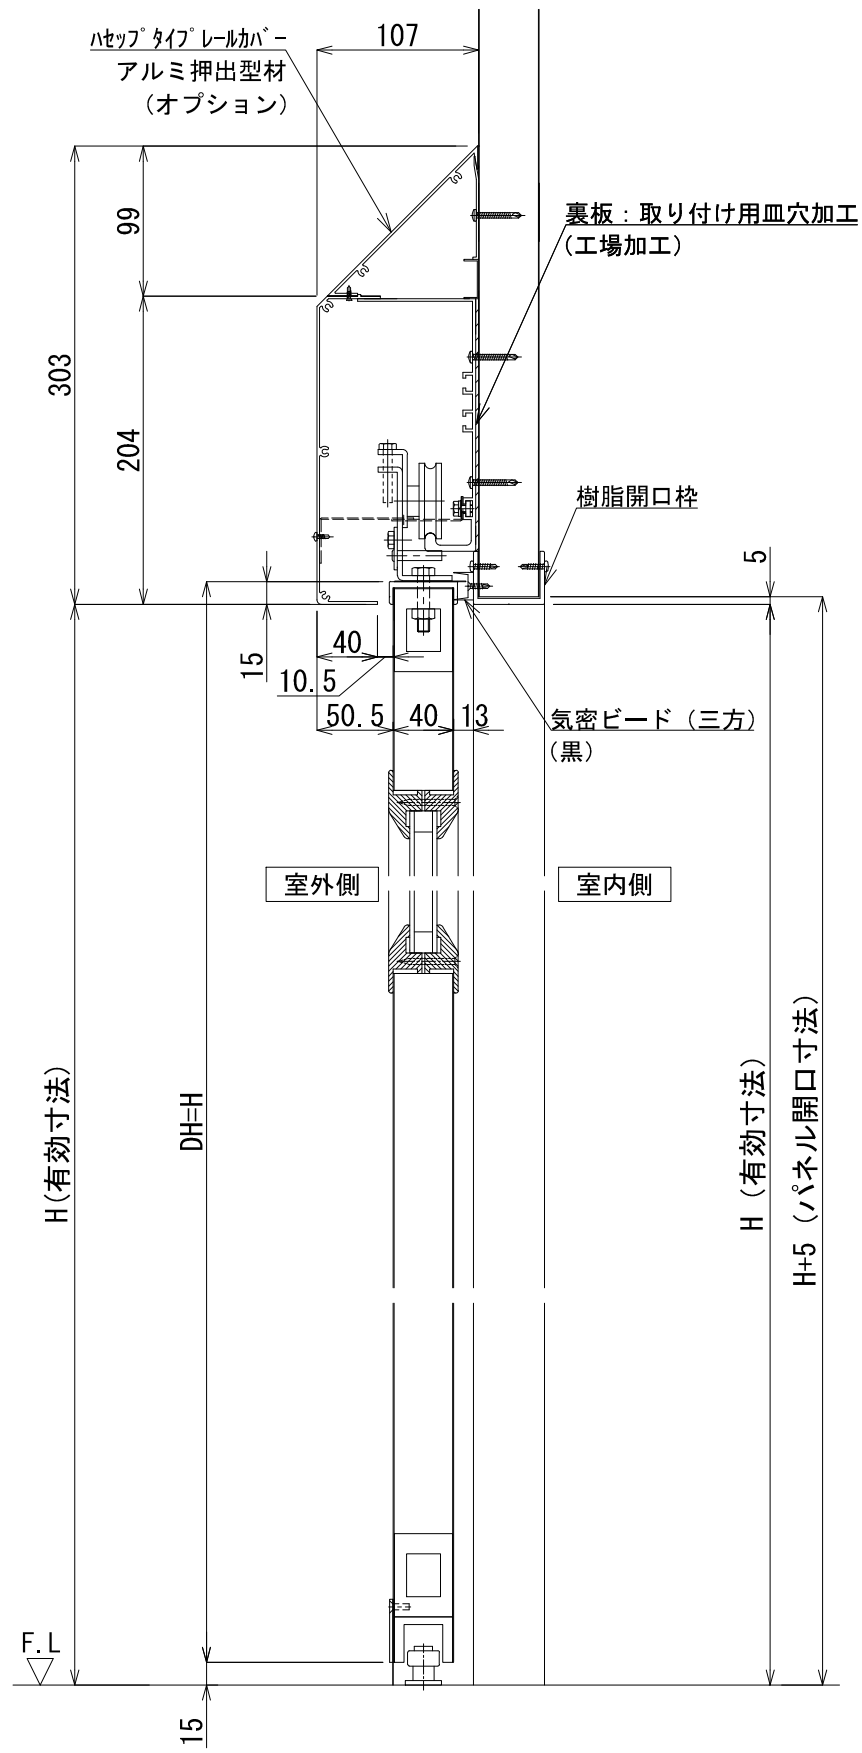 107
ﾊｾｯﾌﾟﾀｲﾌﾟﾚｰﾙｶﾊﾞｰ
アルミ押出型材
(オプション)
99
裏板：取り付け用皿穴加工
(工場加工)
303
204
樹脂開口枠
5
15
40
10.5
50.5
40
13
気密ビード (三方)
(黒)
室外側
室内側
H(有効寸法)
DH=H
H (有効寸法)
H+5 (パネル開口寸法)
F.L
15